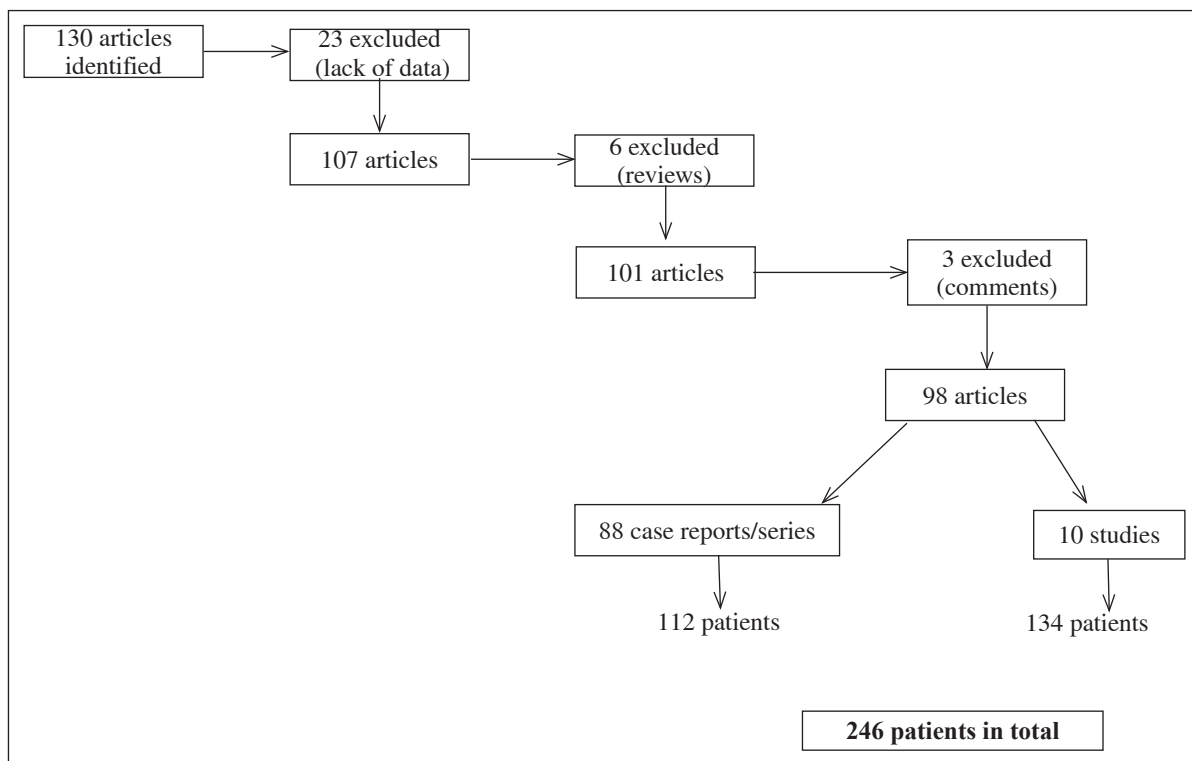 130 articles
identified
23 excluded
(lack of data)
107 articles
6 excluded
(reviews)
101 articles
3 excluded
(comments)
98 articles
88 case reports/series
10 studies
112 patients
134 patients
246 patients in total